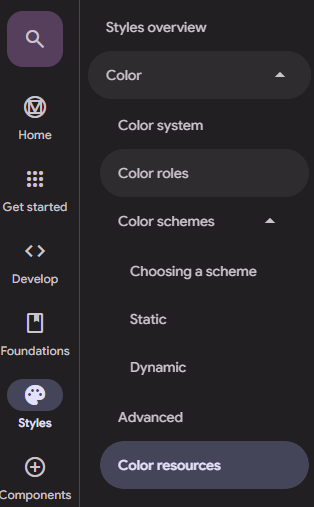 Home
Get started
Develop
Foundations
Styles
Components
Styles overview
Color
Color system
Color roles
Color schemes
Choosing a scheme
Static
Dynamic
Advanced
Color resources